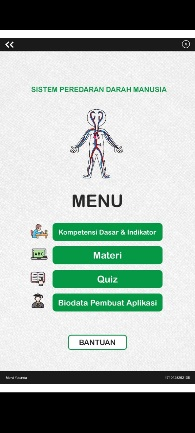 SISTEM PEREDARAN DARAH MANUSIA
MENU
Kompetensi Dasar & Indikator
Materi
Quiz
Biodata Pembuat Aplikasi
BANTUAN